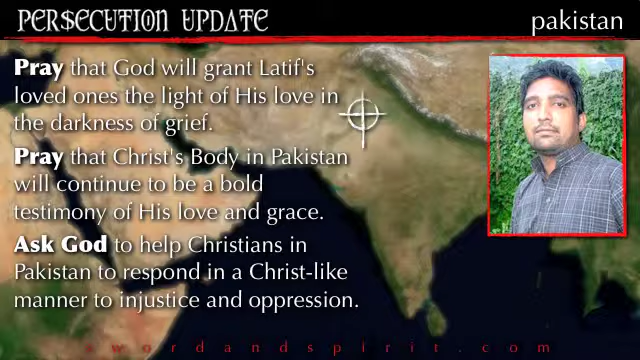 PERSECUTION UPDATE
pakistan
Pray that God will grant Latif's
loved ones the light of His love in
the darkness of grief.
Pray that Christ's Body in Pakistan
will continue to be a bold
testimony of His love and grace.
Ask God to help Christians in
Pakistan to respond in a Christ-like
manner to injustice and oppression.
swordandspirit.com